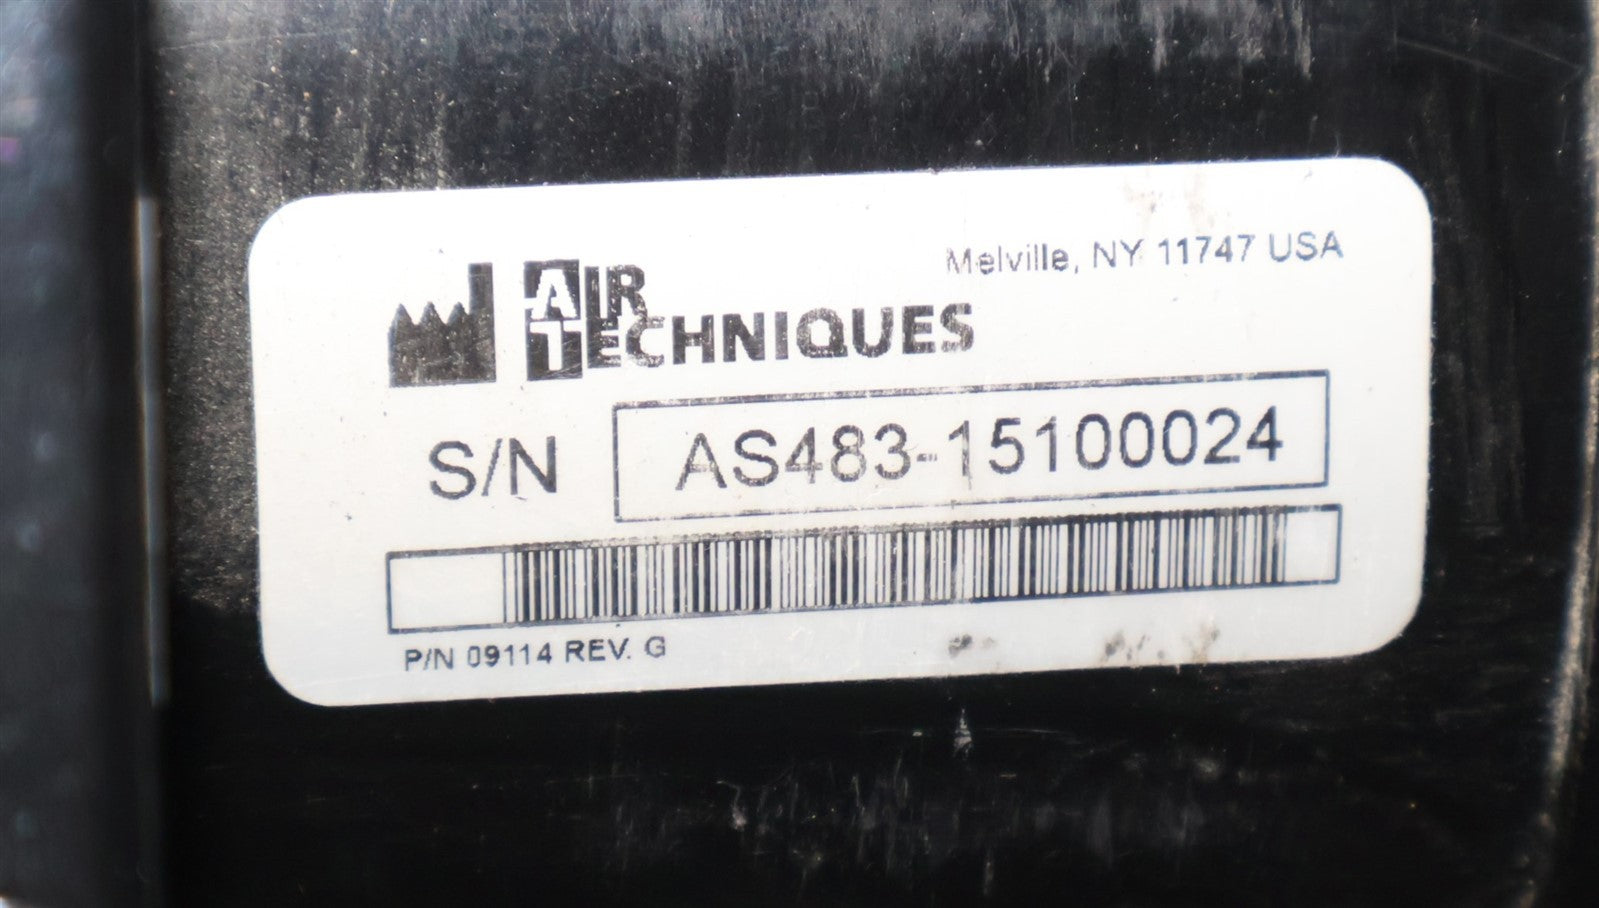 Melville, NY 11747 USA
AIR
TECHNIQUES
S/N AS483-15100024
P/N 09114 REV. G